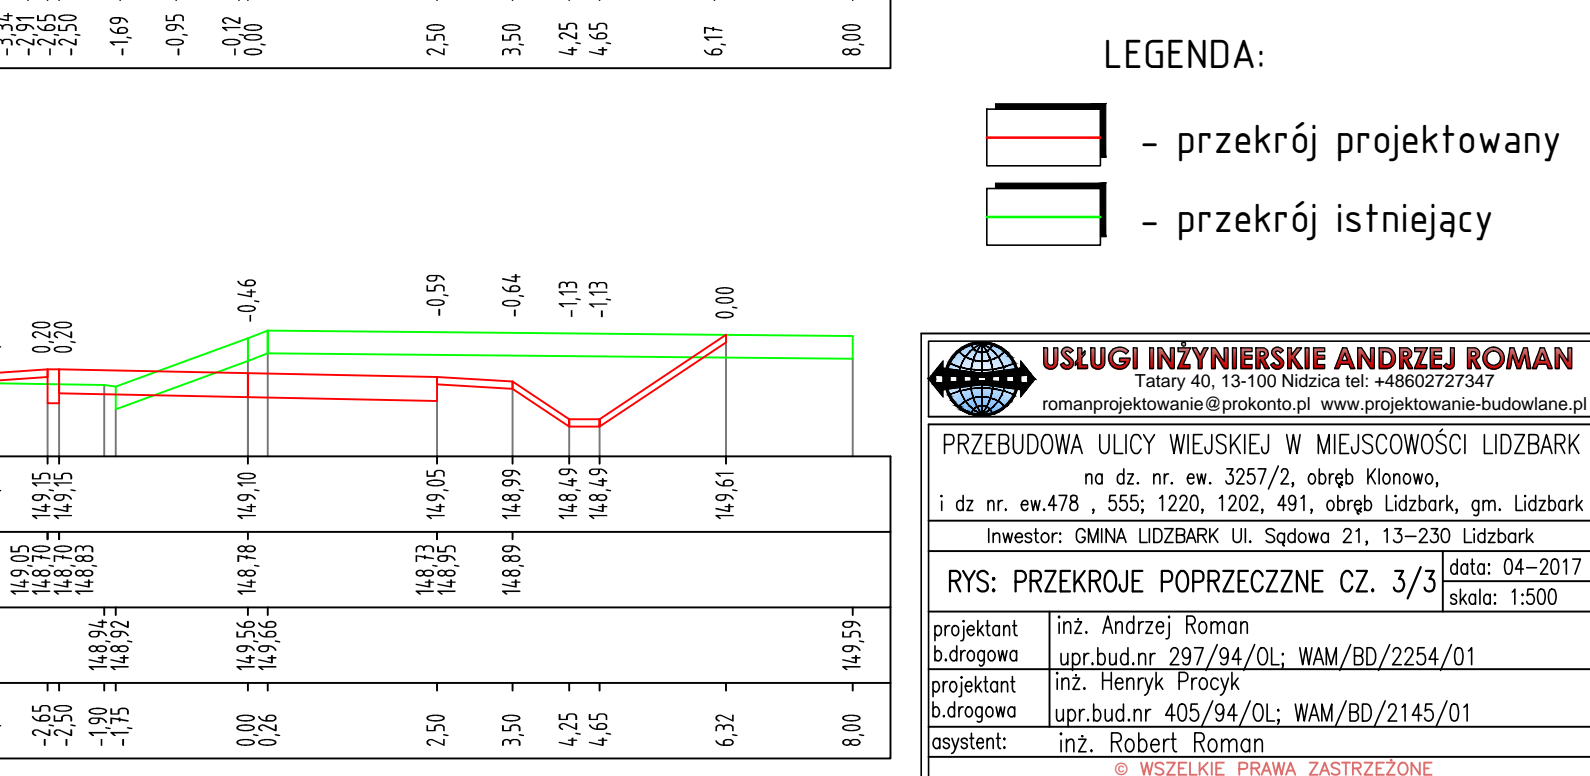 -3,34 -2,91 -2,65 -2,50 -1,69 -0,95 -0,12 0,00 2,50 3,50 4,25 4,65 6,17 8,00
LEGENDA:
- przekrój projektowany
- przekrój istniejący
0,20 0,20 -0,46 -0,59 -0,64 -1,13 -1,13 0,00
149,15 149,15 149,10 149,05 148,99 148,49 148,49 149,61
149,05 148,70 148,70 148,83 148,78 148,73 148,95 148,89
148,94 148,92 149,56 149,66 149,59
-2,65 -2,50 -1,90 -1,75 0,00 0,26 2,50 3,50 4,25 4,65 6,32 8,00
USŁUGI INŻYNIERSKIE ANDRZEJ ROMAN
Tatary 40, 13-100 Nidzica tel: +48602727347
romanprojektowanie@prokonto.pl www.projektowanie-budowlane.pl
PRZEBUDOWA ULICY WIEJSKIEJ W MIEJSCOWOŚCI LIDZBARK
na dz. nr. ew. 3257/2, obręb Klonowo,
i dz nr. ew.478 , 555; 1220, 1202, 491, obręb Lidzbark, gm. Lidzbark
Inwestor: GMINA LIDZBARK Ul. Sądowa 21, 13-230 Lidzbark
RYS: PRZEKROJE POPRZECZZNE CZ. 3/3
data: 04-2017
skala: 1:500
projektant b.drogowa
inż. Andrzej Roman
upr.bud.nr 297/94/OL; WAM/BD/2254/01
projektant b.drogowa
inż. Henryk Procyk
upr.bud.nr 405/94/OL; WAM/BD/2145/01
asystent: inż. Robert Roman
© WSZELKIE PRAWA ZASTRZEŻONE